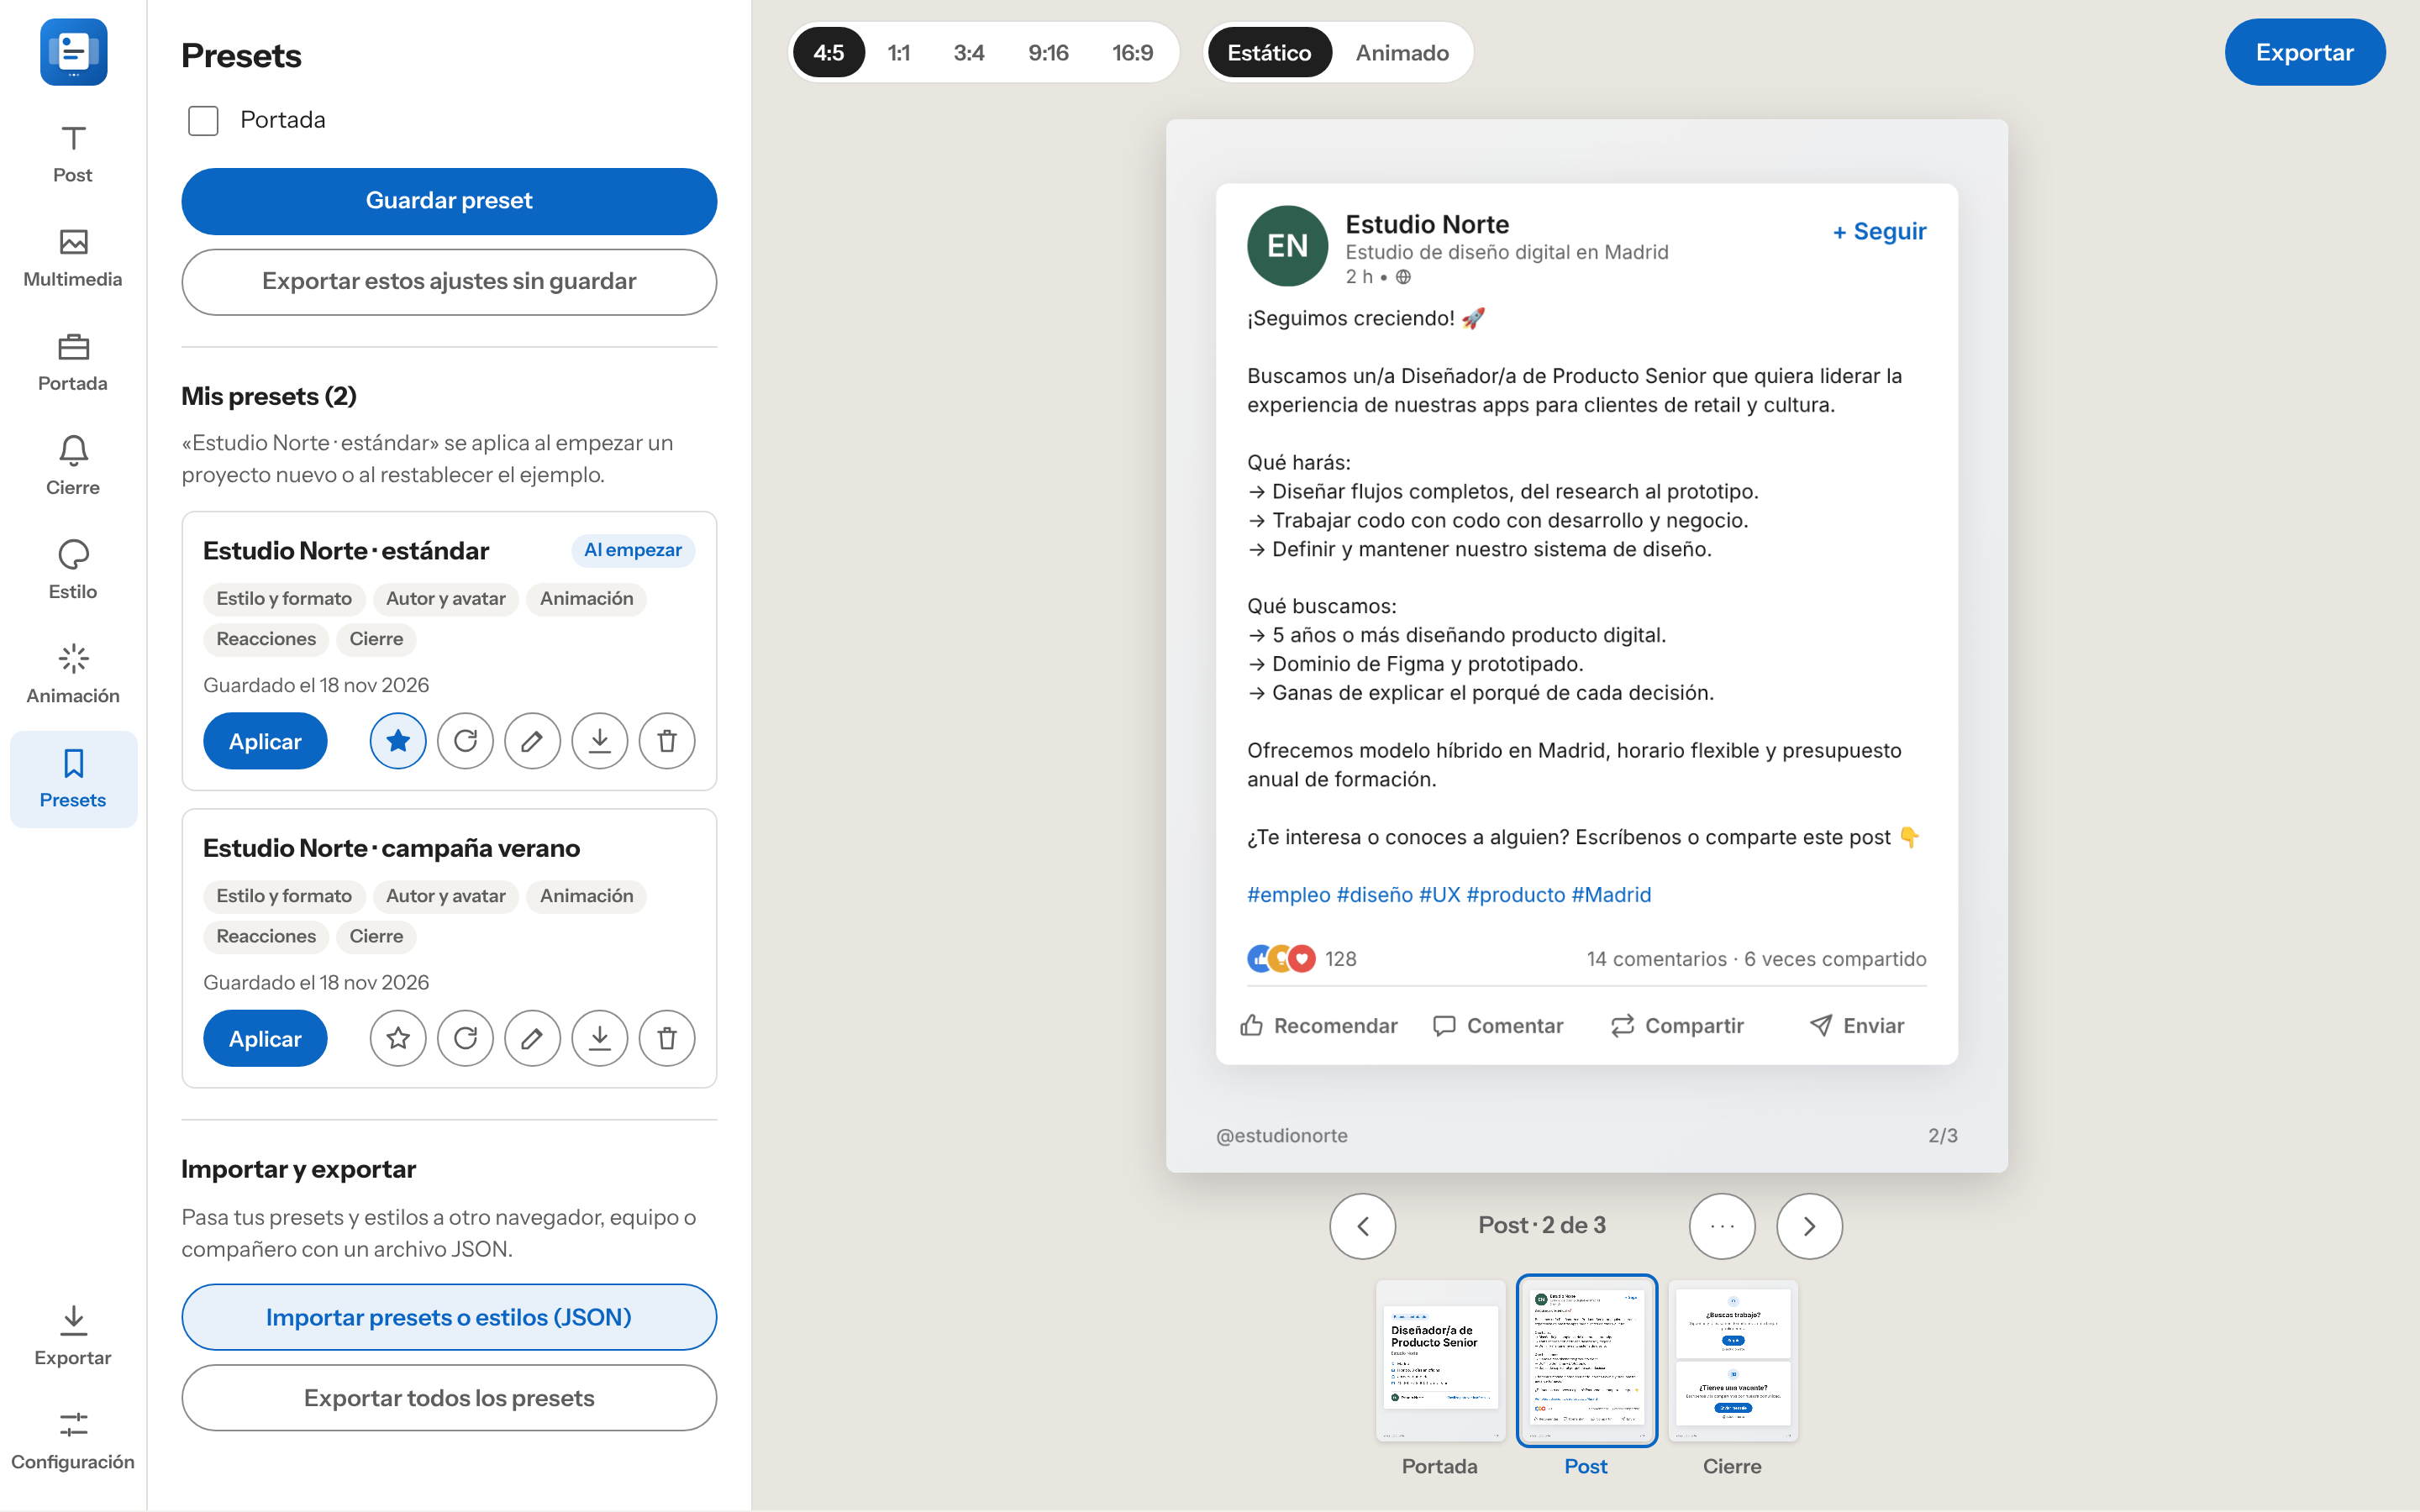 Post
Multimedia
Portada
Cierre
Estilo
Animación
Presets
Exportar
Configuración
Presets
Portada
Guardar preset
Exportar estos ajustes sin guardar
Mis presets (2)
«Estudio Norte · estándar» se aplica al empezar un
proyecto nuevo o al restablecer el ejemplo.
Estudio Norte · estándar
Al empezar
Estilo y formato Autor y avatar Animación
Reacciones Cierre
Guardado el 18 nov 2026
Aplicar
Estudio Norte · campaña verano
Estilo y formato Autor y avatar Animación
Reacciones Cierre
Guardado el 18 nov 2026
Aplicar
Importar y exportar
Pasa tus presets y estilos a otro navegador, equipo o
compañero con un archivo JSON.
Importar presets o estilos (JSON)
Exportar todos los presets
4:5 1:1 3:4 9:16 16:9
Estático Animado
Exportar
EN
Estudio Norte
+ Seguir
Estudio de diseño digital en Madrid
2 h •
¡Seguimos creciendo! 🚀
Buscamos un/a Diseñador/a de Producto Senior que quiera liderar la
experiencia de nuestras apps para clientes de retail y cultura.
Qué harás:
→ Diseñar flujos completos, del research al prototipo.
→ Trabajar codo con codo con desarrollo y negocio.
→ Definir y mantener nuestro sistema de diseño.
Qué buscamos:
→ 5 años o más diseñando producto digital.
→ Dominio de Figma y prototipado.
→ Ganas de explicar el porqué de cada decisión.
Ofrecemos modelo híbrido en Madrid, horario flexible y presupuesto
anual de formación.
¿Te interesa o conoces a alguien? Escríbenos o comparte este post 👇
#empleo #diseño #UX #producto #Madrid
128
14 comentarios · 6 veces compartido
Recomendar Comentar Compartir Enviar
@estudionorte
2/3
Post · 2 de 3
Diseñador/a de
Producto Senior
¿Buscas trabajo?
¿Tienes una vacante?
Portada
Post
Cierre